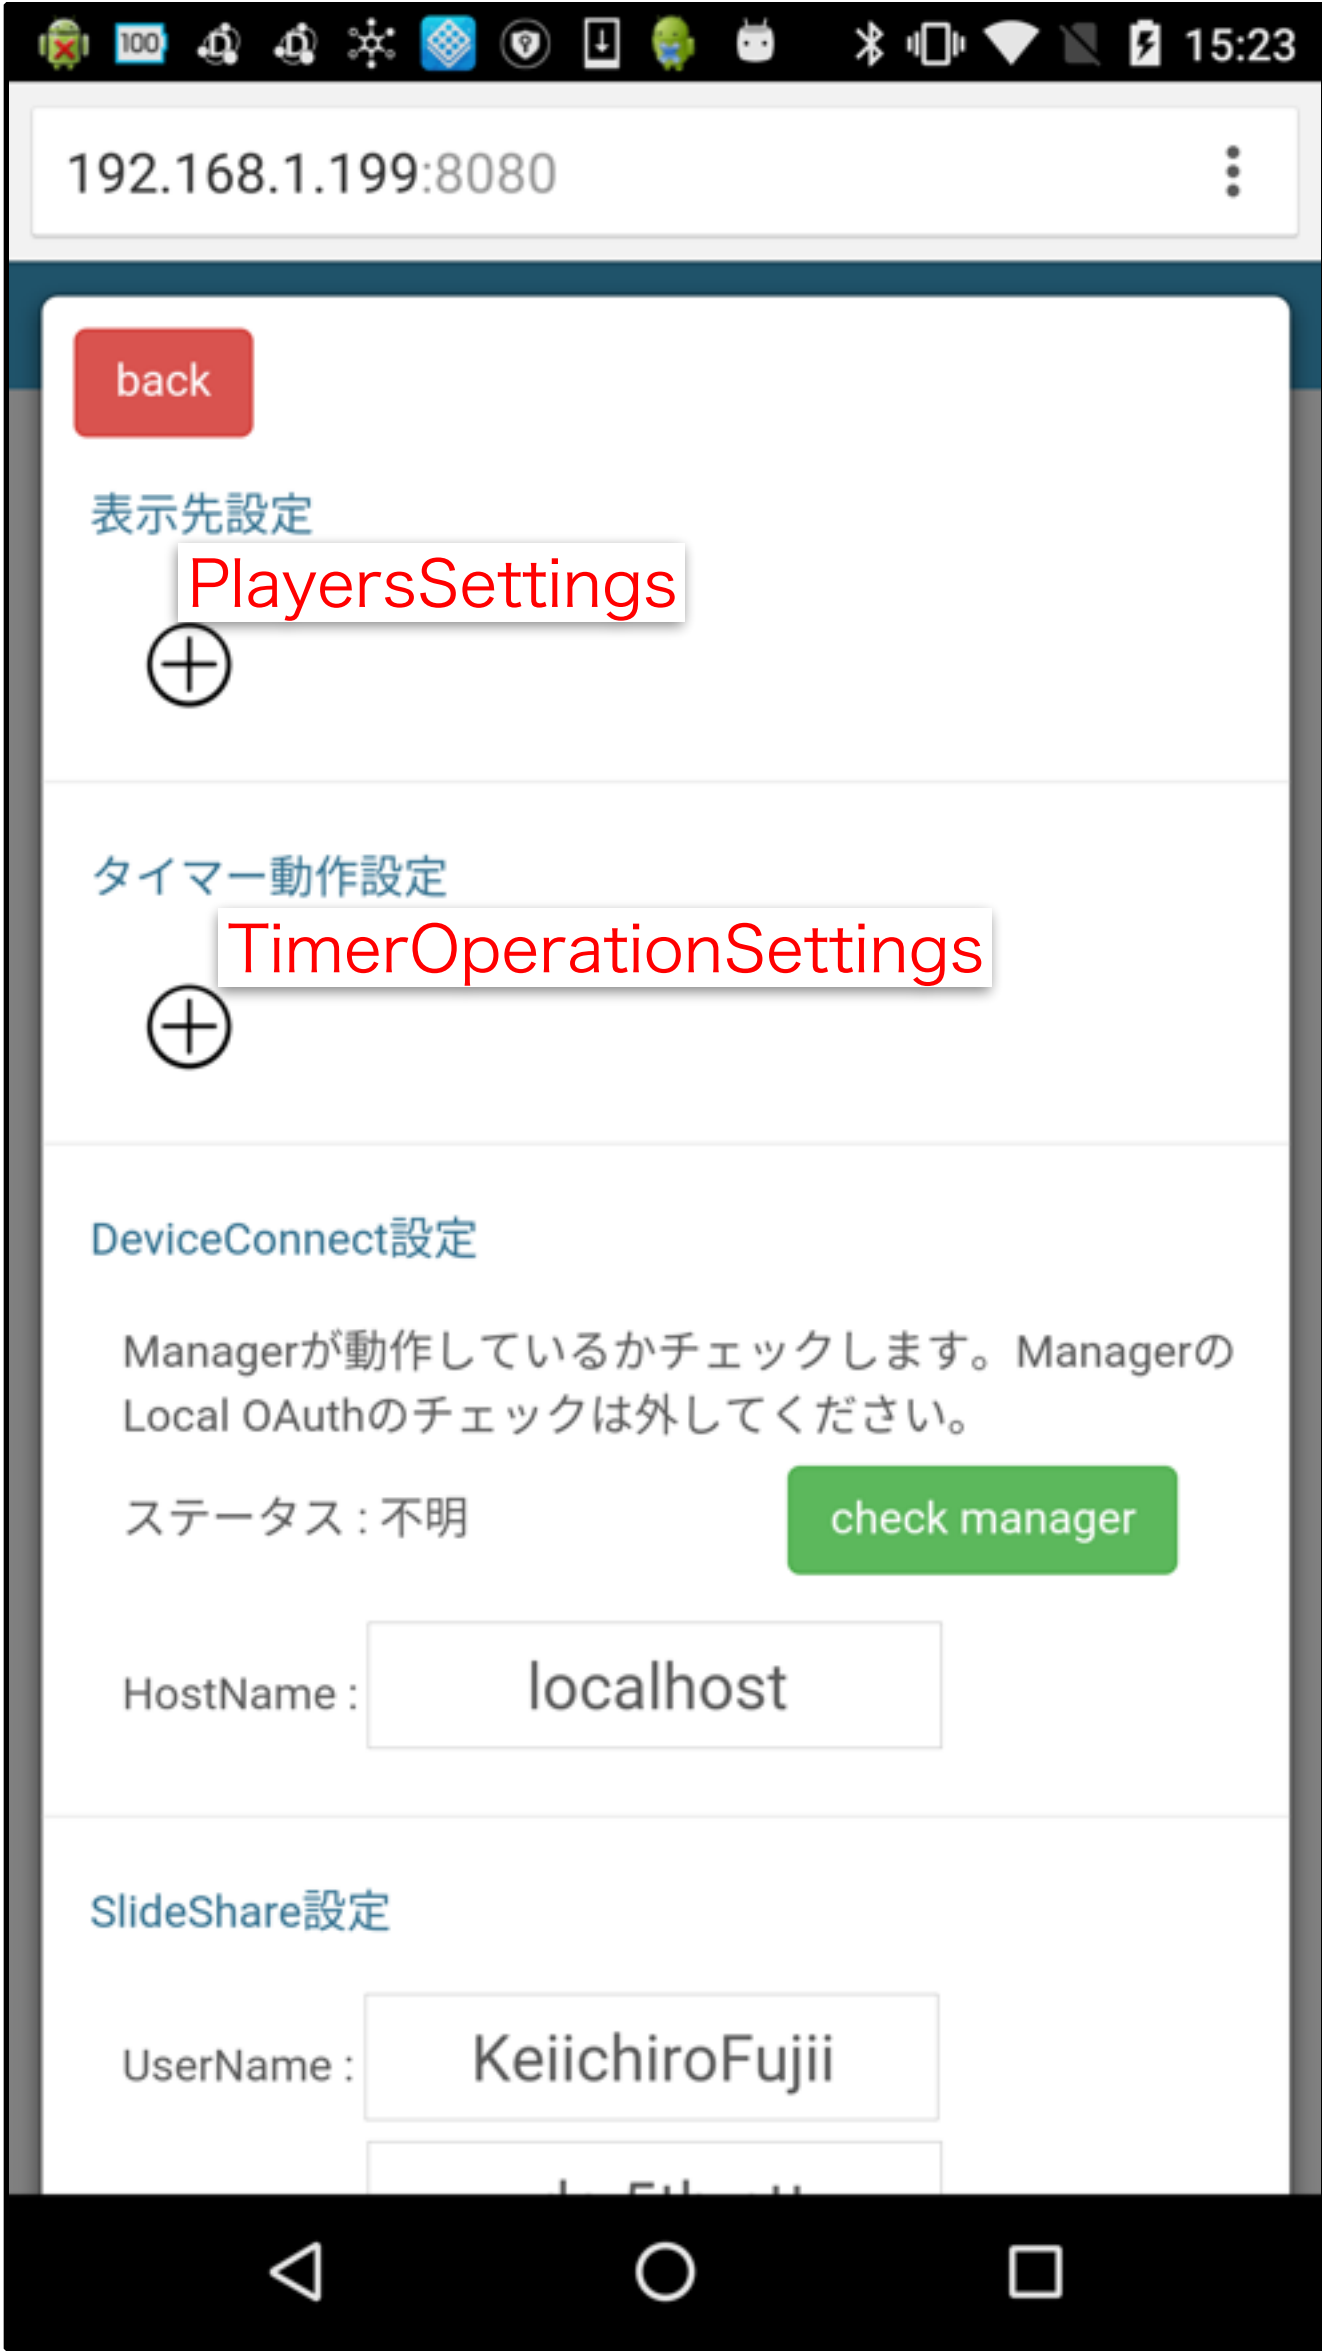 100
15:23
192.168.1.199:8080
back
表示先設定
PlayersSettings
タイマー動作設定
TimerOperationSettings
DeviceConnect設定
Managerが動作しているかチェックします。Managerの
Local OAuthのチェックは外してください。
ステータス : 不明
check manager
HostName :
localhost
SlideShare設定
UserName :
KeiichiroFujii